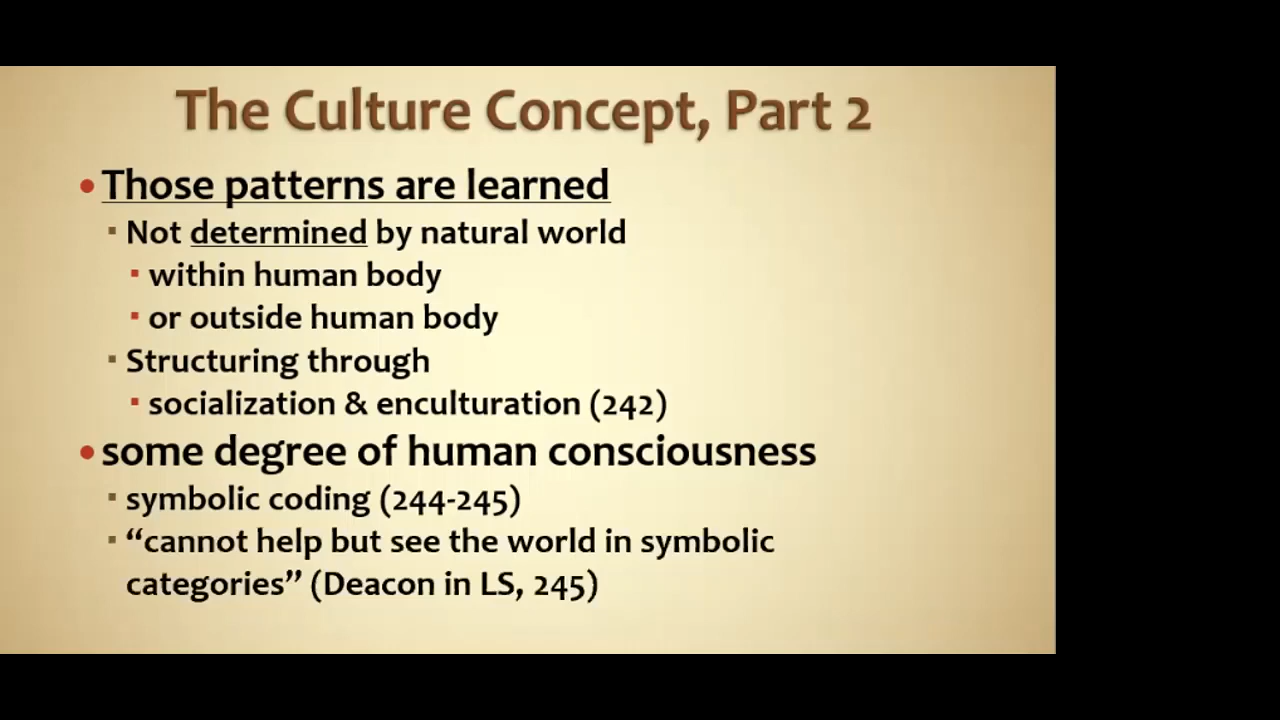 The Culture Concept, Part 2
• Those patterns are learned
▪ Not determined by natural world
▪ within human body
▪ or outside human body
▪ Structuring through
▪ socialization & enculturation (242)
• some degree of human consciousness
▪ symbolic coding (244-245)
▪ “cannot help but see the world in symbolic
categories” (Deacon in LS, 245)